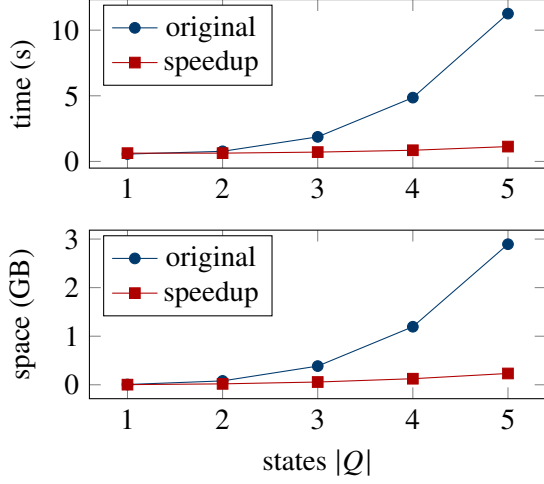 time (s)
10
5
0
original
speedup
1 2 3 4 5
space (GB)
3
2
1
0
original
speedup
1 2 3 4 5
states |Q|